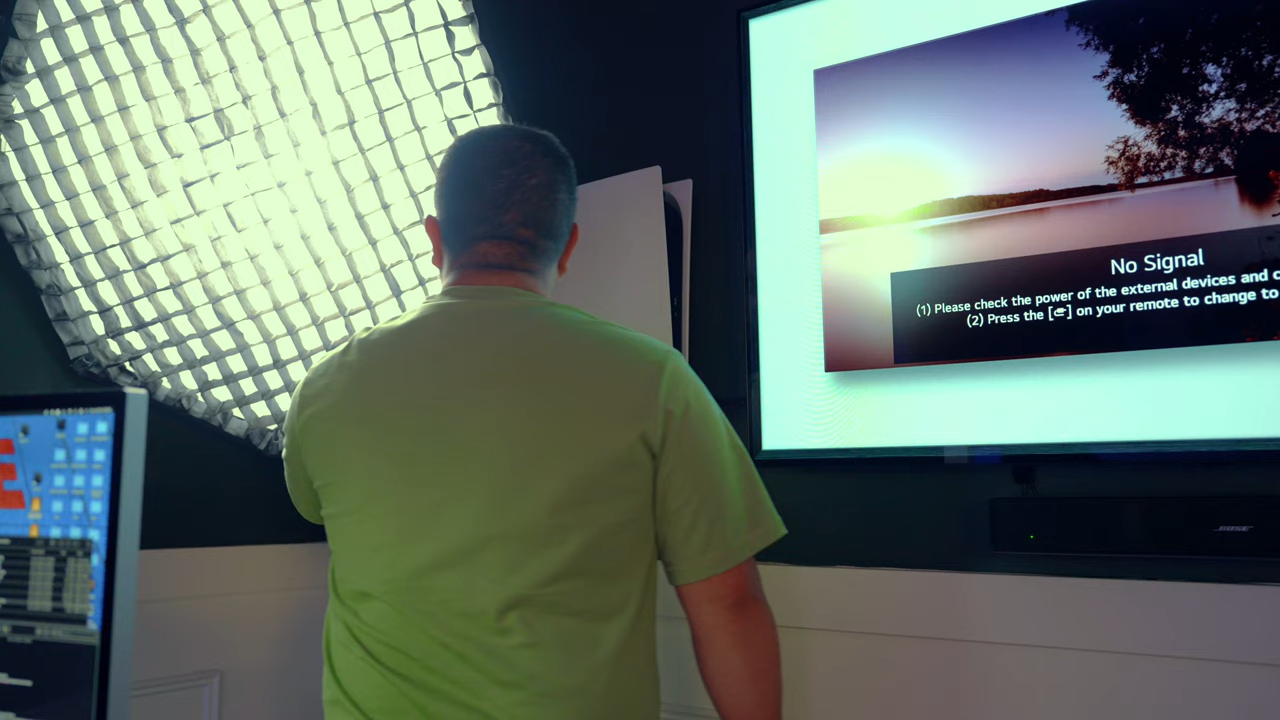 No Signal
(1) Please check the power of the external devices and
(2) Press the [ ] on your remote to change to
BOSE